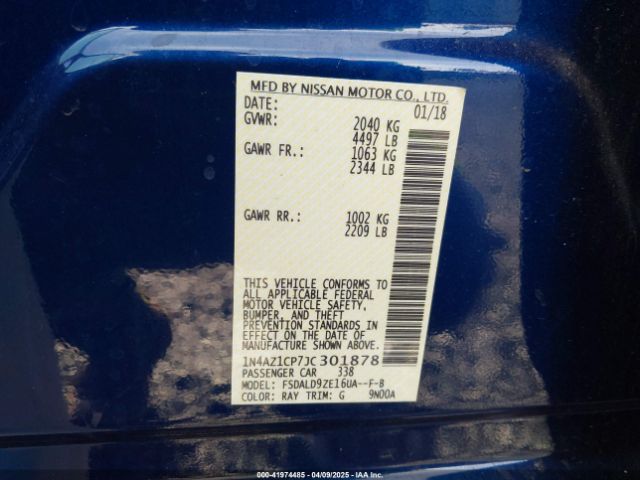 MFD BY NISSAN MOTOR CO., LTD.
DATE: 01/18
GVWR: 2040 KG
4497 LB
GAWR FR.: 1063 KG
2344 LB
GAWR RR.: 1002 KG
2209 LB
THIS VEHICLE CONFORMS TO
ALL APPLICABLE FEDERAL
MOTOR VEHICLE SAFETY,
BUMPER, AND THEFT
PREVENTION STANDARDS IN
EFFECT ON THE DATE OF
MANUFACTURE SHOWN ABOVE.
1N4AZ1CP7JC301878
PASSENGER CAR 338
MODEL: FSDALD9ZE16UA--F-B
COLOR: RAY TRIM: G 9N00A
000-41974485 - 04/09/2025 - IAA Inc.